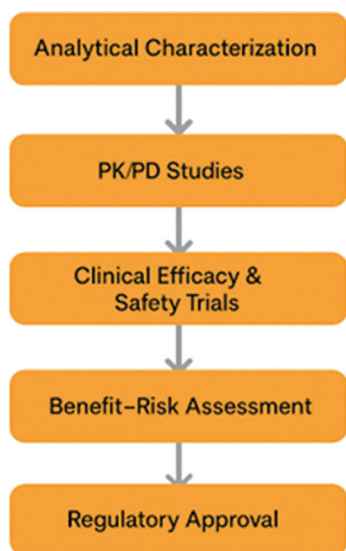 Analytical Characterization
PK/PD Studies
Clinical Efficacy &
Safety Trials
Benefit–Risk Assessment
Regulatory Approval